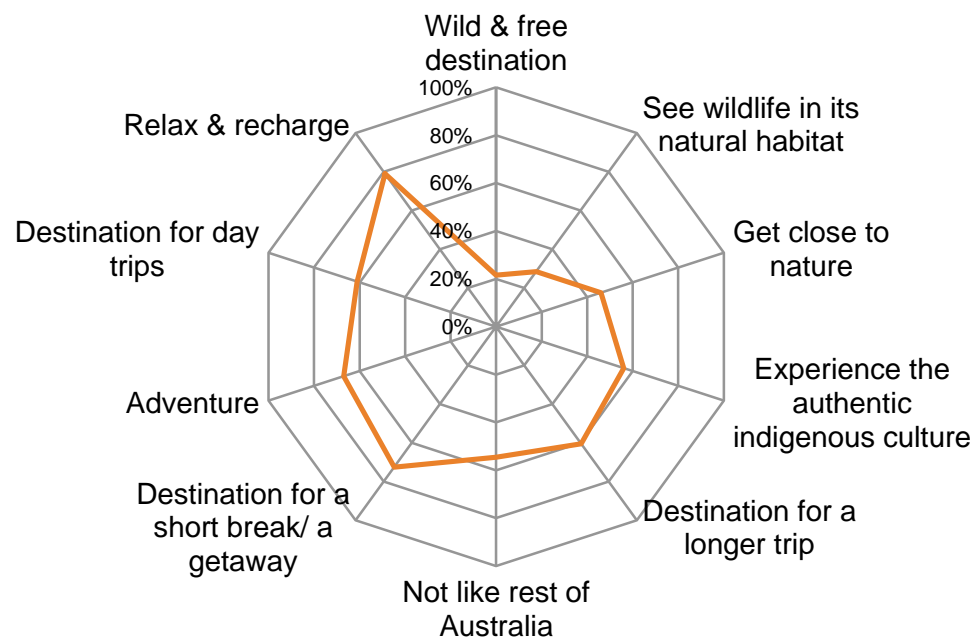 Wild & free
destination
100%
80%
60%
40%
20%
0%
See wildlife in its
natural habitat
Get close to
nature
Experience the
authentic
indigenous culture
Destination for a
longer trip
Not like rest of
Australia
Destination for a
short break/ a
getaway
Adventure
Destination for day
trips
Relax & recharge